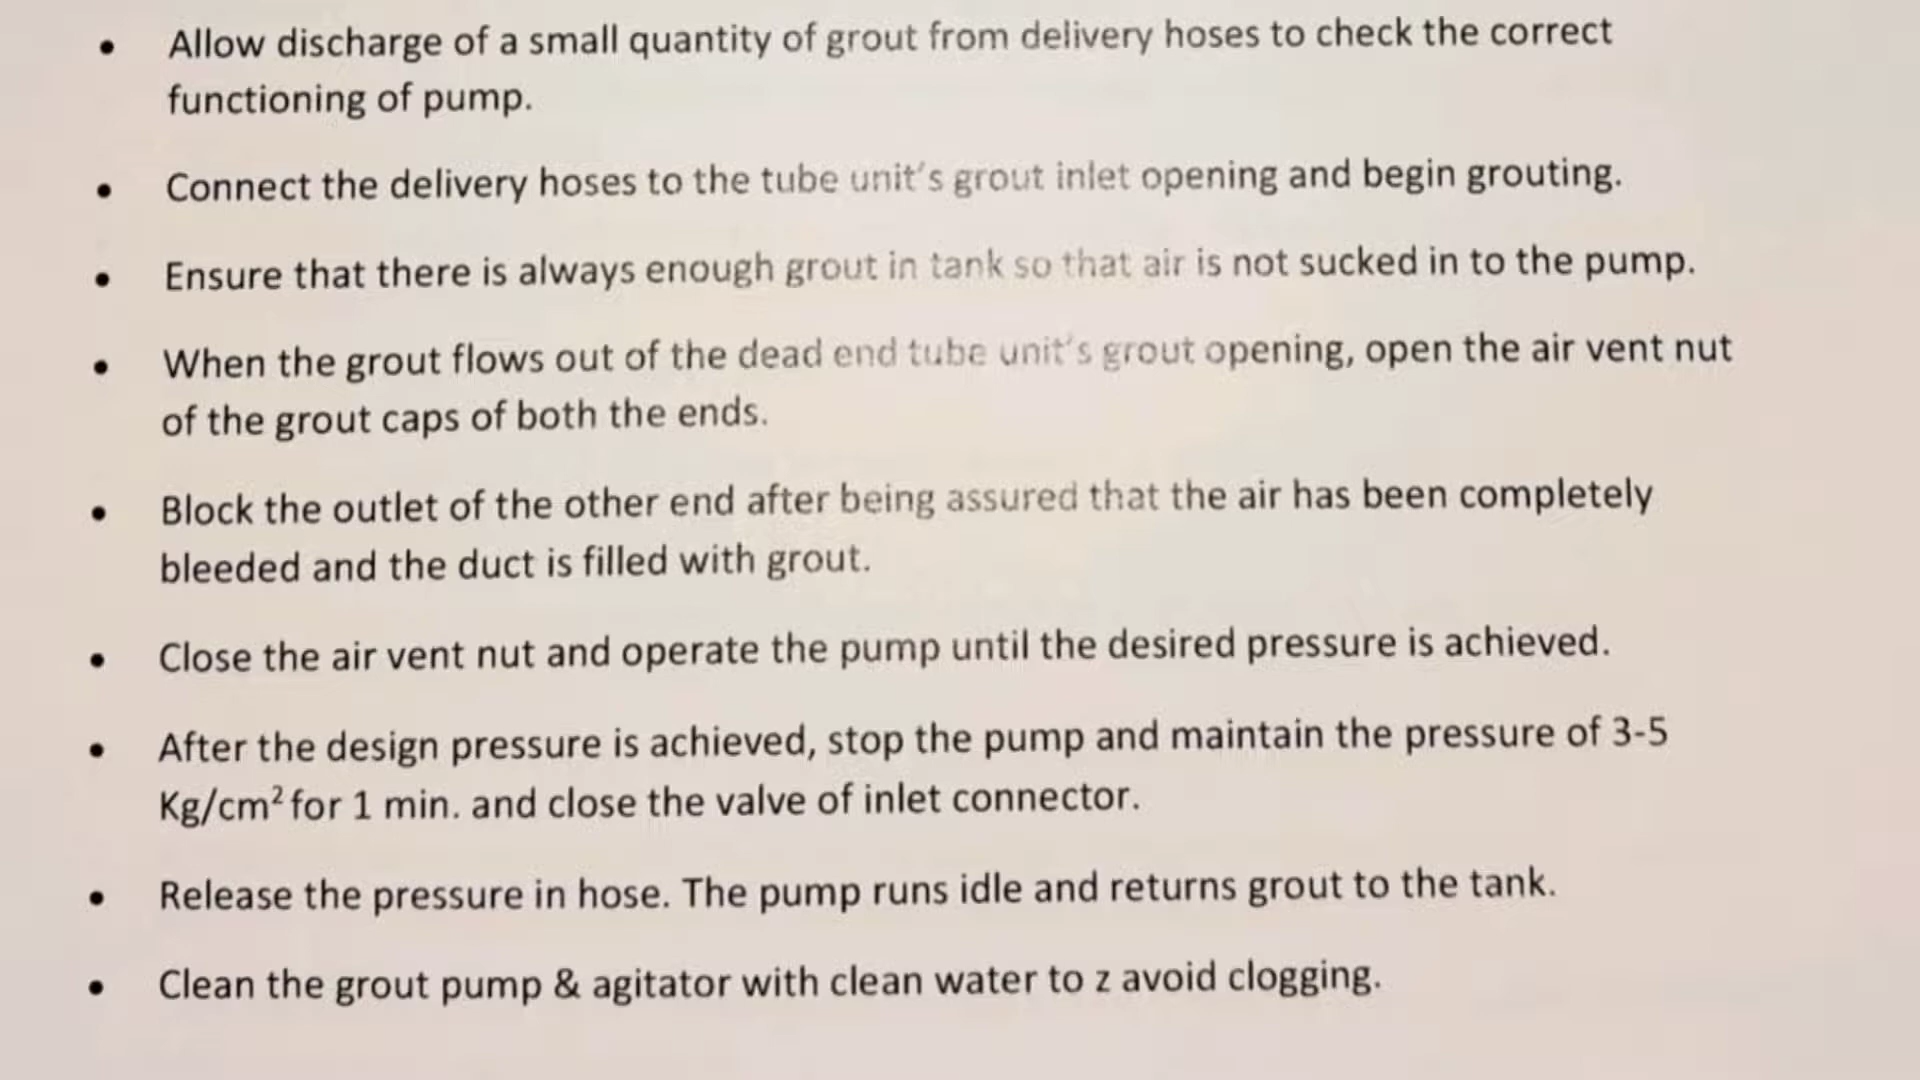 • Allow discharge of a small quantity of grout from delivery hoses to check the correct
functioning of pump.
• Connect the delivery hoses to the tube unit's grout inlet opening and begin grouting.
• Ensure that there is always enough grout in tank so that air is not sucked in to the pump.
• When the grout flows out of the dead end tube unit's grout opening, open the air vent nut
of the grout caps of both the ends.
• Block the outlet of the other end after being assured that the air has been completely
bleeded and the duct is filled with grout.
• Close the air vent nut and operate the pump until the desired pressure is achieved.
• After the design pressure is achieved, stop the pump and maintain the pressure of 3-5
Kg/cm² for 1 min. and close the valve of inlet connector.
• Release the pressure in hose. The pump runs idle and returns grout to the tank.
• Clean the grout pump & agitator with clean water to z avoid clogging.